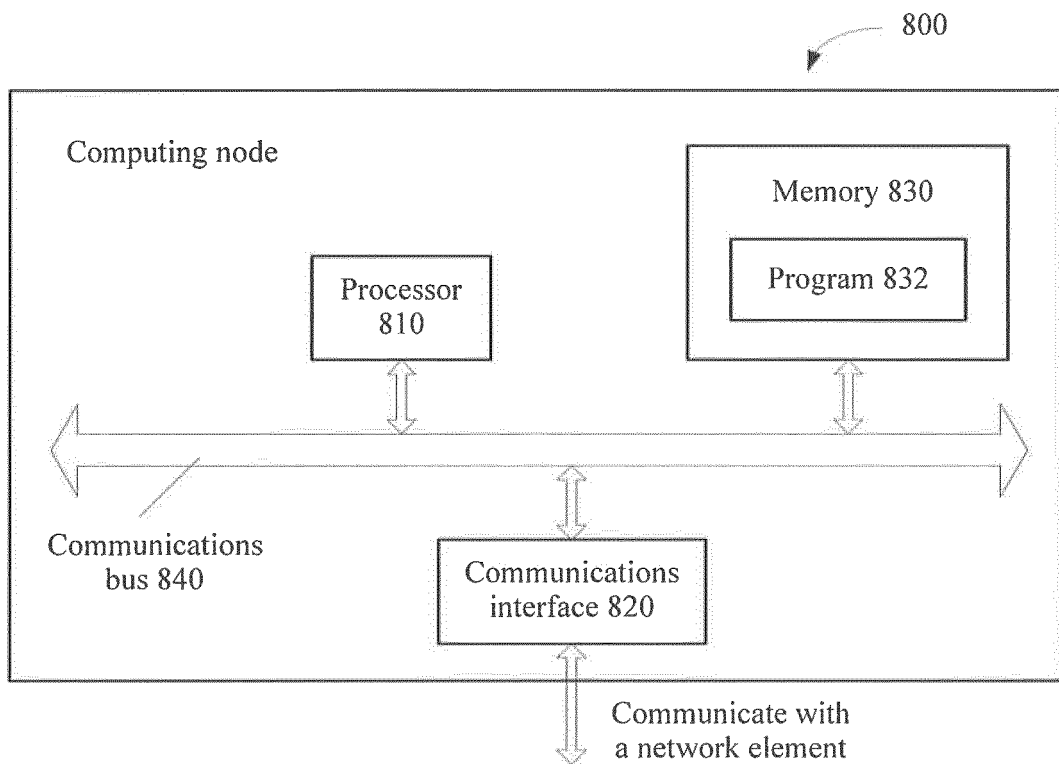 800
Computing node
Memory 830
Program 832
Processor
810
Communications
bus 840
Communications
interface 820
Communicate with
a network element